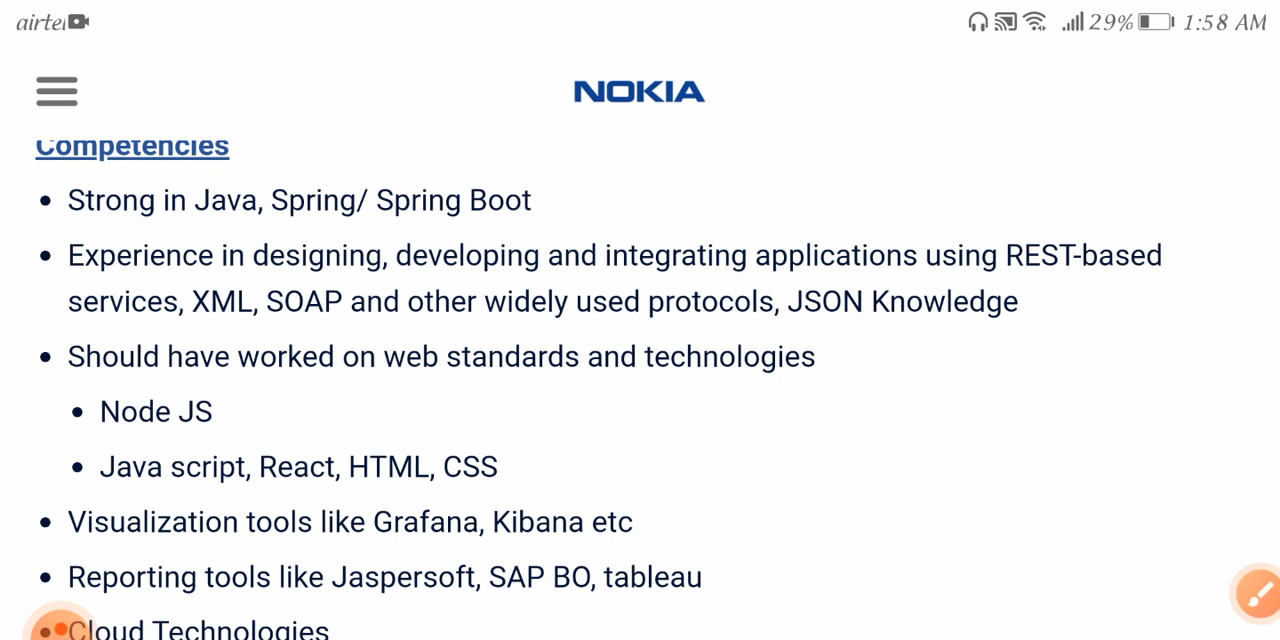 airtel 29% 1:58 AM
NOKIA
Competencies
Strong in Java, Spring/ Spring Boot
Experience in designing, developing and integrating applications using REST-based
services, XML, SOAP and other widely used protocols, JSON Knowledge
Should have worked on web standards and technologies
Node JS
Java script, React, HTML, CSS
Visualization tools like Grafana, Kibana etc
Reporting tools like Jaspersoft, SAP BO, tableau
Cloud Technologies